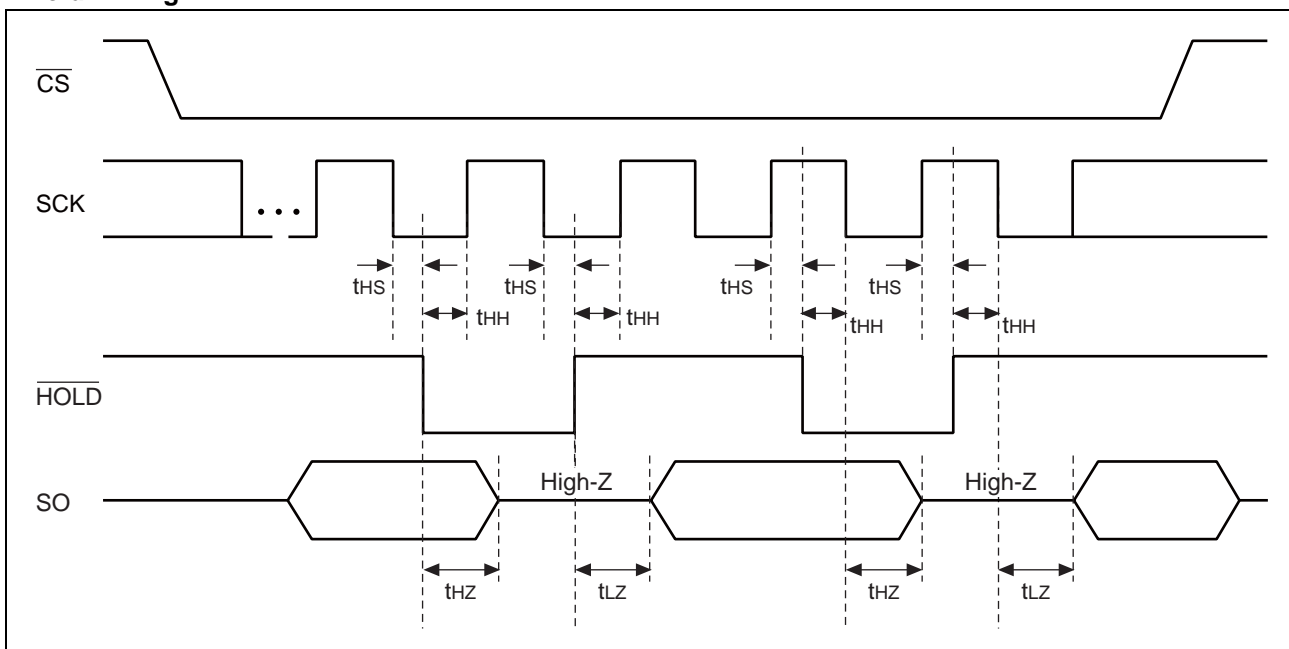 CS
SCK
• • •
tHS
tHS
tHS
tHS
tHH
tHH
tHH
tHH
HOLD
High-Z
High-Z
SO
tHZ
tLZ
tHZ
tLZ